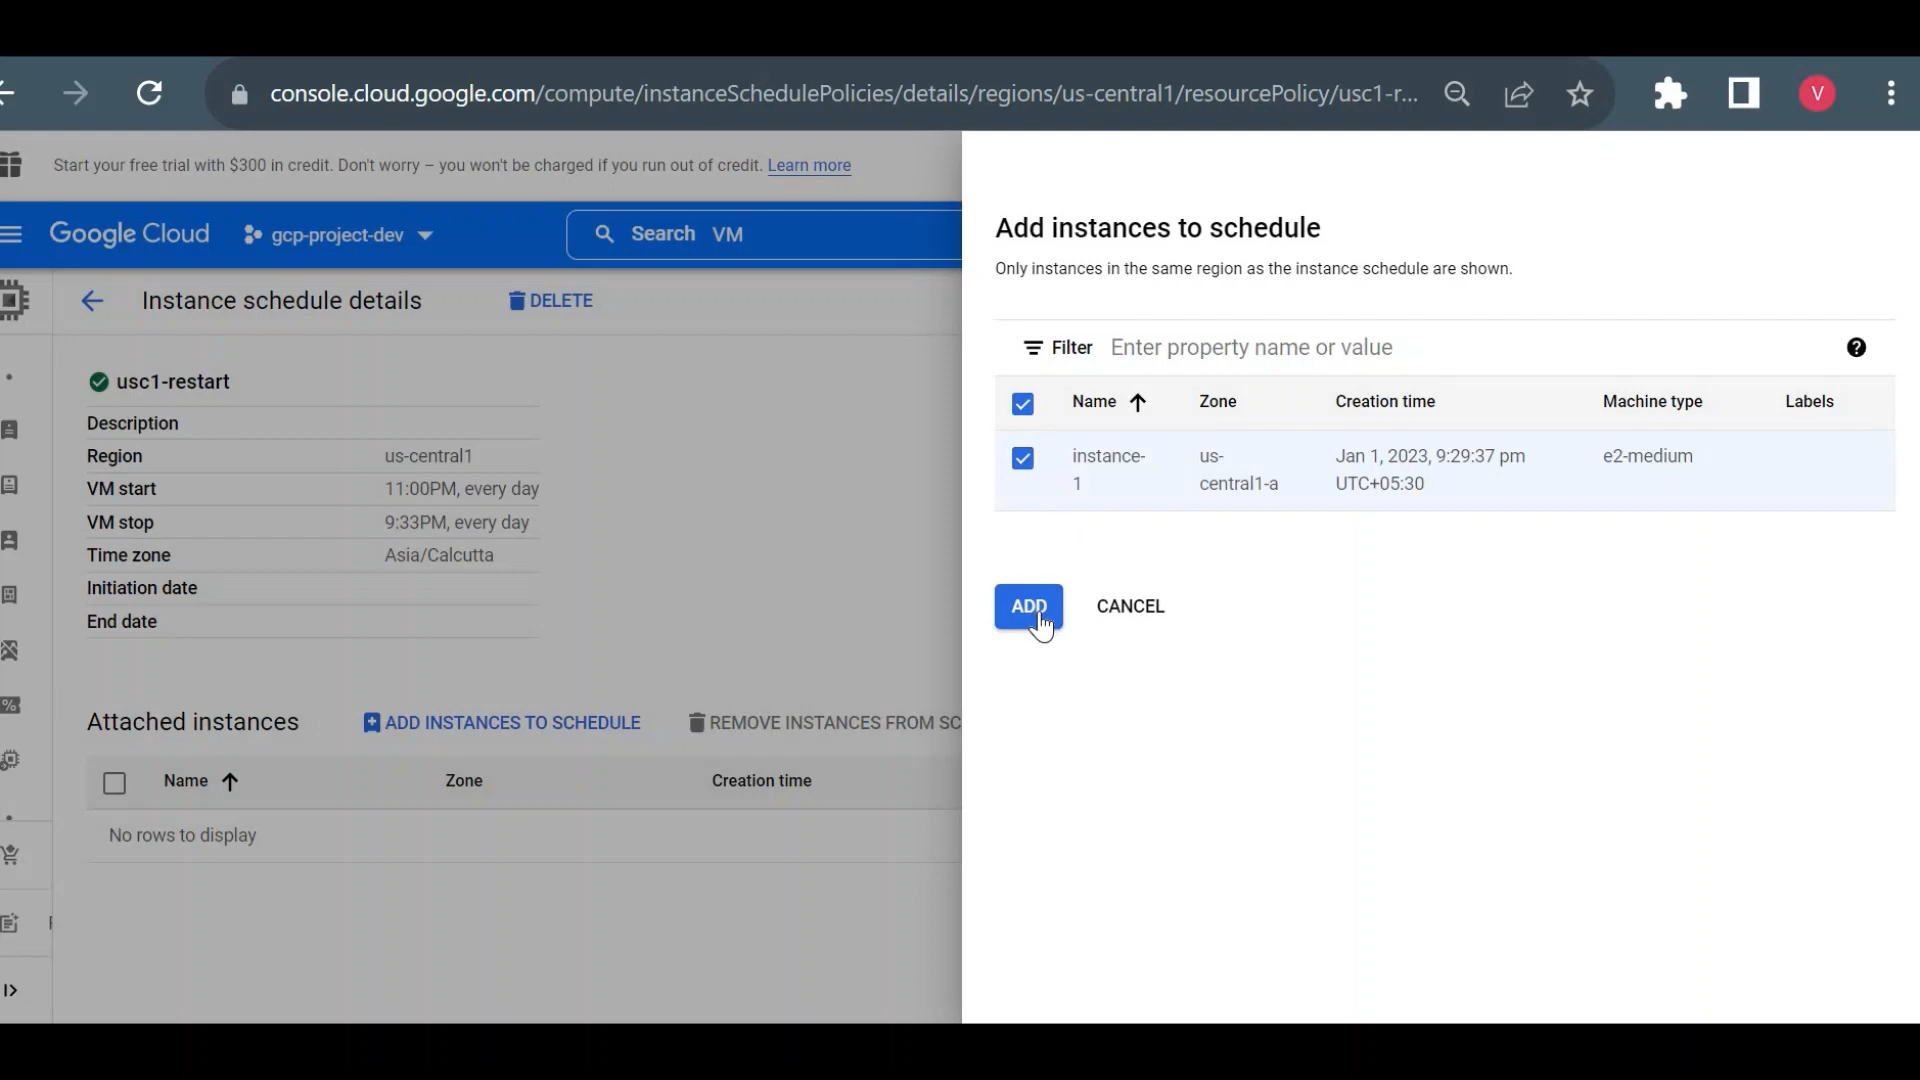 console.cloud.google.com/compute/instanceSchedulePolicies/details/regions/us-central1/resourcePolicy/usc1-r...
V
Start your free trial with $300 in credit. Don't worry – you won't be charged if you run out of credit. Learn more
Google Cloud
gcp-project-dev
Search VM
Instance schedule details
DELETE
usc1-restart
Description
Region us-central1
VM start 11:00PM, every day
VM stop 9:33PM, every day
Time zone Asia/Calcutta
Initiation date
End date
Attached instances
ADD INSTANCES TO SCHEDULE
REMOVE INSTANCES FROM SC
Name Zone Creation time
No rows to display
Add instances to schedule
Only instances in the same region as the instance schedule are shown.
Filter Enter property name or value
Name Zone Creation time Machine type Labels
instance- us- Jan 1, 2023, 9:29:37 pm e2-medium
1 central1-a UTC+05:30
ADD CANCEL